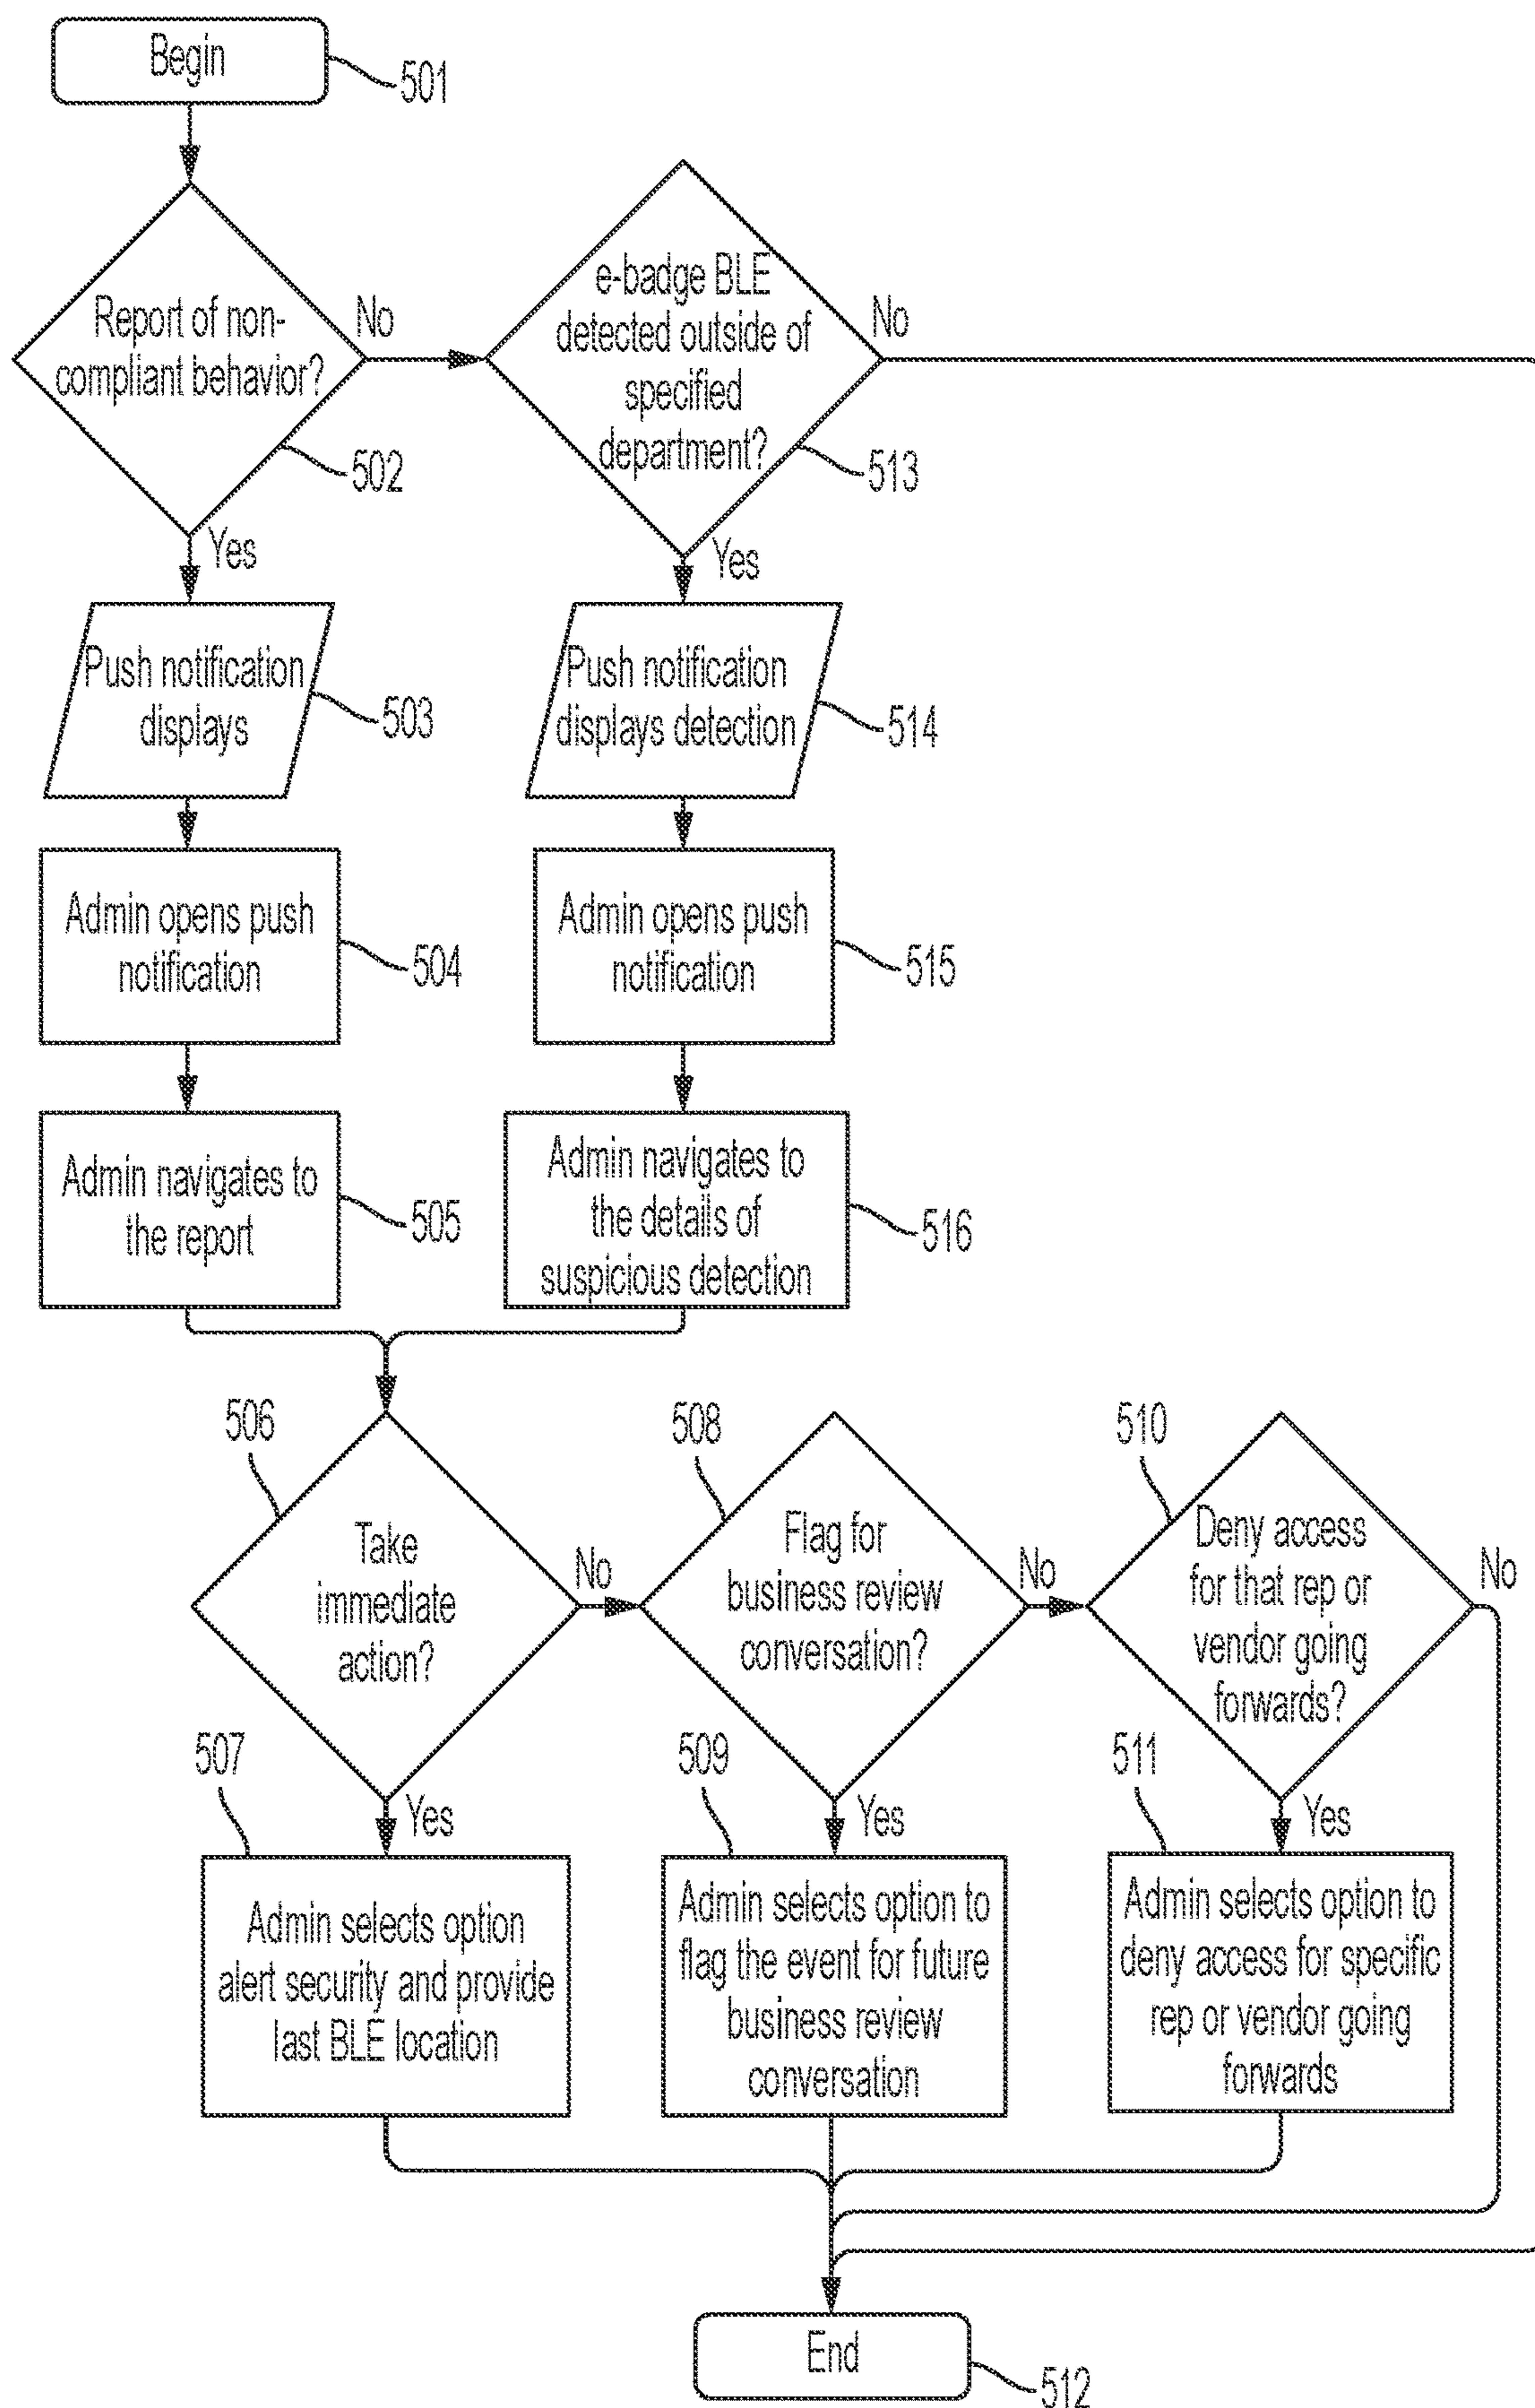 Begin
501
Report of non-
compliant behavior?
No
502
Yes
e-badge BLE
detected outside of
specified
department?
No
513
Yes
Push notification
displays
503
Push notification
displays detection
514
Admin opens push
notification
504
Admin opens push
notification
515
Admin navigates to
the report
505
Admin navigates to
the details of
suspicious detection
516
506
Take
immediate
action?
No
Yes
508
Flag for
business review
conversation?
No
Yes
510
Deny access
for that rep or
vendor going
forwards?
No
Yes
507
Admin selects option
alert security and provide
last BLE location
509
Admin selects option to
flag the event for future
business review
conversation
511
Admin selects option to
deny access for specific
rep or vendor going
forwards
End
512